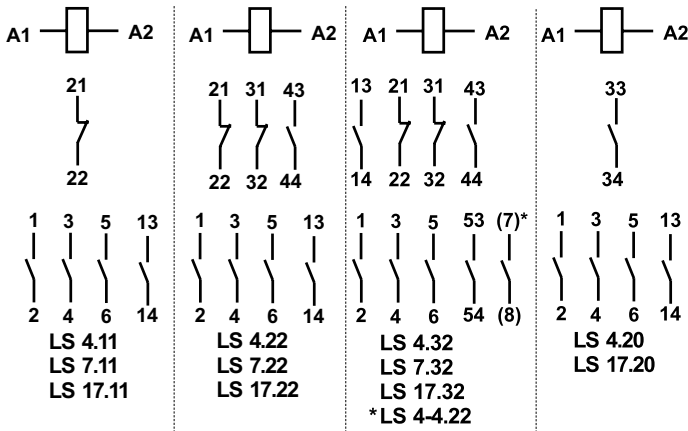 A1 A2 A1 A2 A1 A2 A1 A2
21 21 31 43 13 21 31 43 33
22 22 32 44 14 22 32 44 34
1 3 5 13 1 3 5 13 1 3 5 53 (7)* 1 3 5 13
2 4 6 14 2 4 6 14 2 4 6 54 (8) 2 4 6 14
LS 4.11 LS 4.22 LS 4.32 LS 4.20
LS 7.11 LS 7.22 LS 7.32 LS 17.20
LS 17.11 LS 17.22 LS 17.32
*LS 4-4.22